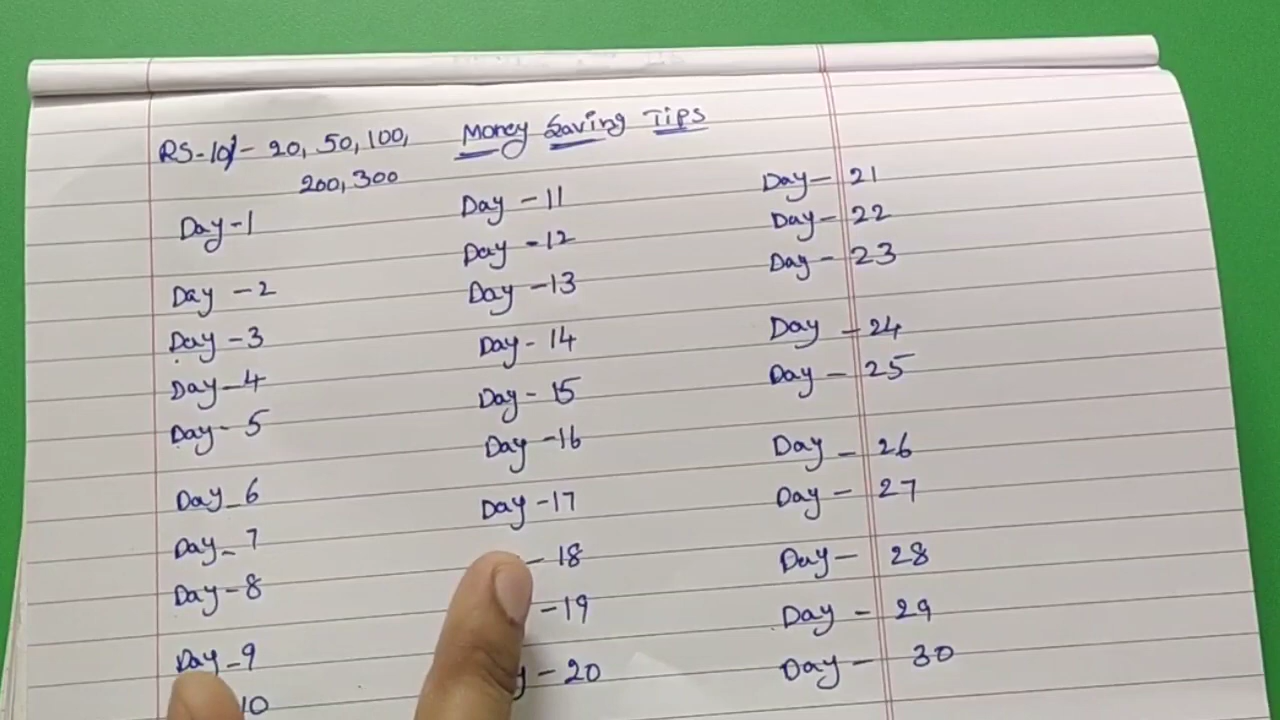 Money Saving Tips
RS-10/- 20, 50, 100,
200, 300
Day-1
Day -2
Day -3
Day -4
Day - 5
Day - 6
Day - 7
Day -8
Day -9
10
Day -11
Day -12
Day -13
Day - 14
Day - 15
Day -16
Day -17
- 18
-19
y - 20
Day - 21
Day - 22
Day - 23
Day - 24
Day - 25
Day - 26
Day - 27
Day - 28
Day - 29
Day - 30